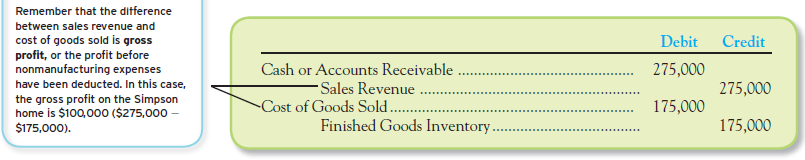 Remember that the difference
between sales revenue and
cost of goods sold is gross
profit, or the profit before
nonmanufacturing expenses
have been deducted. In this case,
the gross profit on the Simpson
home is $100,000 ($275,000 –
$175,000).
Debit Credit
Cash or Accounts Receivable ................................................ 275,000
Sales Revenue ............................................................ 275,000
Cost of Goods Sold ................................................................ 175,000
Finished Goods Inventory ........................................ 175,000